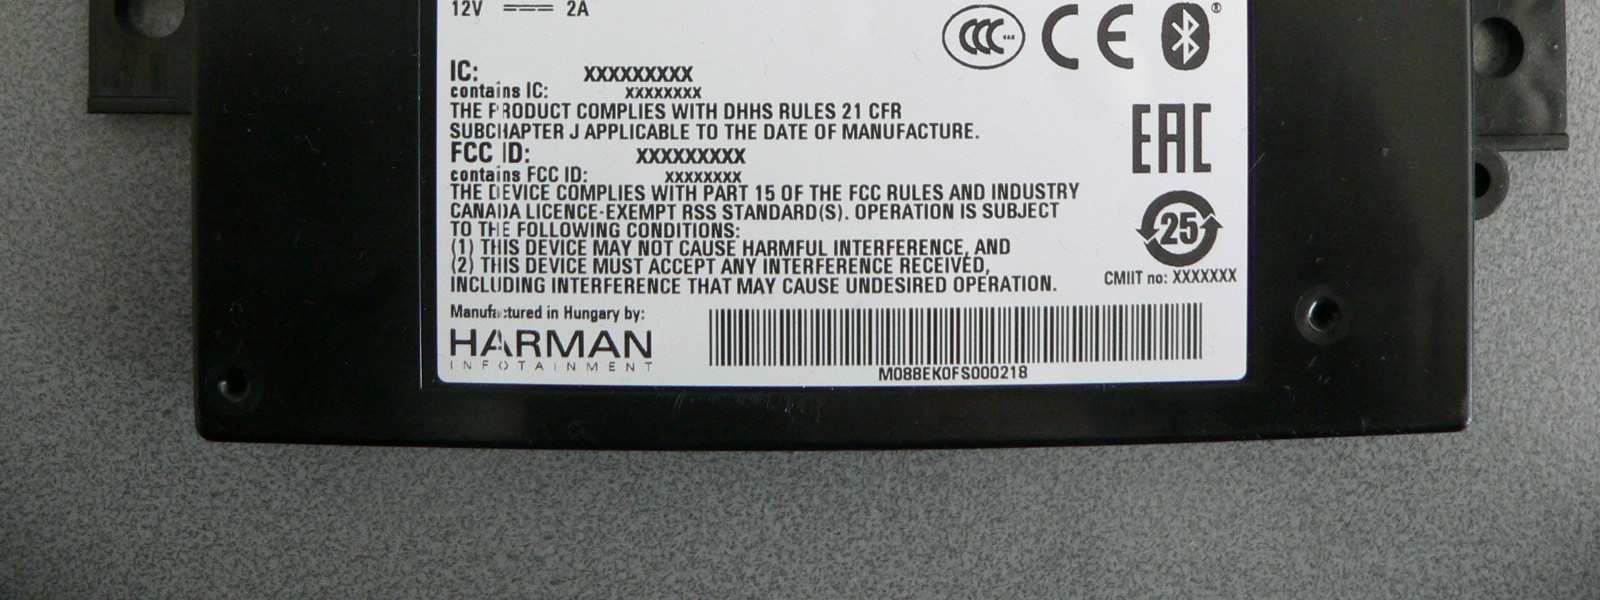 12V 2A
CCC CE ®
IC: XXXXXXXXX
contains IC: XXXXXXXX
THE PRODUCT COMPLIES WITH DHHS RULES 21 CFR
SUBCHAPTER J APPLICABLE TO THE DATE OF MANUFACTURE.
EAC
FCC ID: XXXXXXXXX
contains FCC ID: XXXXXXXX
THE DEVICE COMPLIES WITH PART 15 OF THE FCC RULES AND INDUSTRY
CANADA LICENCE-EXEMPT RSS STANDARD(S). OPERATION IS SUBJECT
TO THE FOLLOWING CONDITIONS:
(1) THIS DEVICE MAY NOT CAUSE HARMFUL INTERFERENCE, AND
(2) THIS DEVICE MUST ACCEPT ANY INTERFERENCE RECEIVED,
INCLUDING INTERFERENCE THAT MAY CAUSE UNDESIRED OPERATION.
25
CMIIT no: XXXXXXX
Manufactured in Hungary by:
HARMAN
INFOTAINMENT
M088EK0FS000218